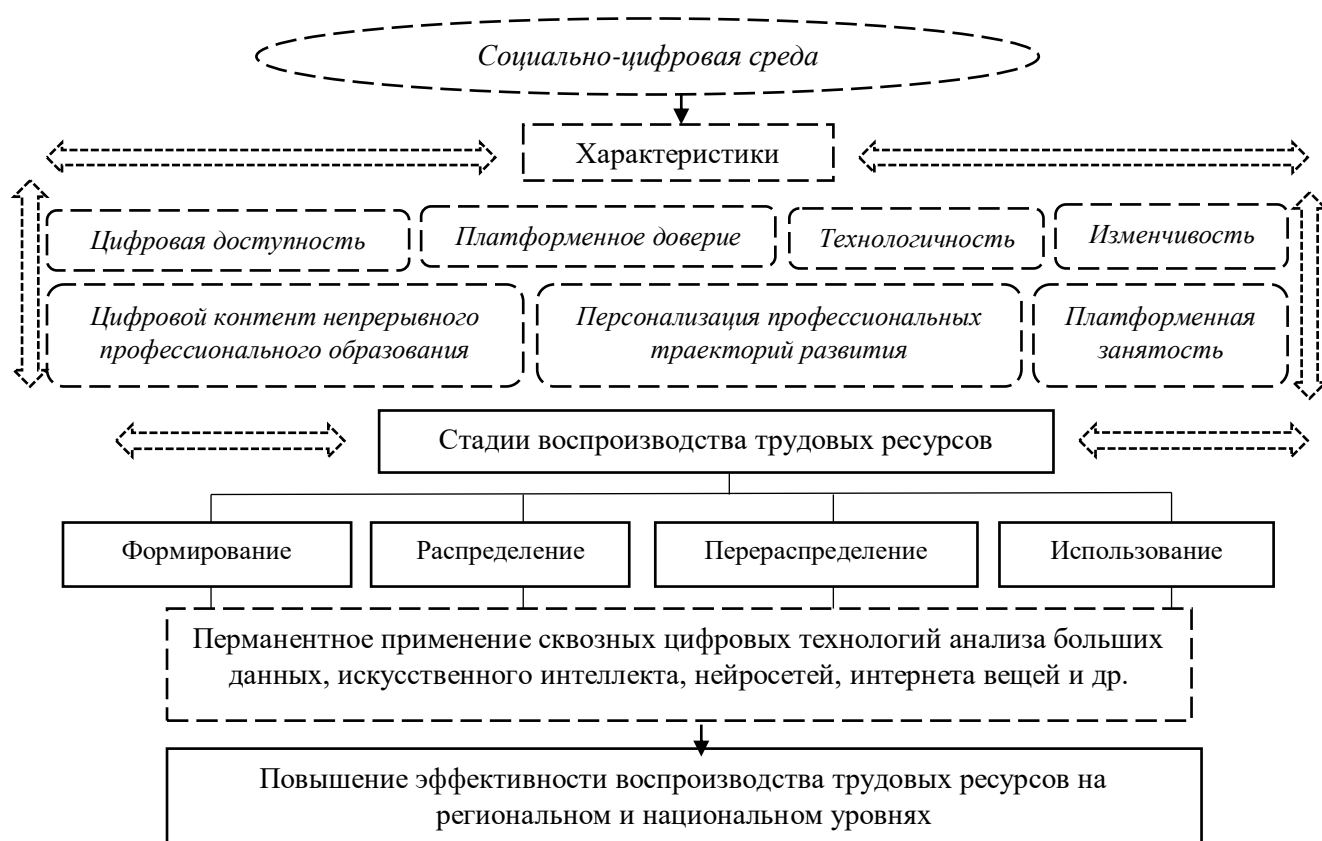 Социально-цифровая среда
Характеристики
Цифровая доступность
Платформенное доверие
Технологичность
Изменчивость
Цифровой контент непрерывного
профессионального образования
Персонализация профессиональных
траекторий развития
Платформенная
занятость
Стадии воспроизводства трудовых ресурсов
Формирование
Распределение
Перераспределение
Использование
Перманентное применение сквозных цифровых технологий анализа больших
данных, искусственного интеллекта, нейросетей, интернета вещей и др.
Повышение эффективности воспроизводства трудовых ресурсов на
региональном и национальном уровнях